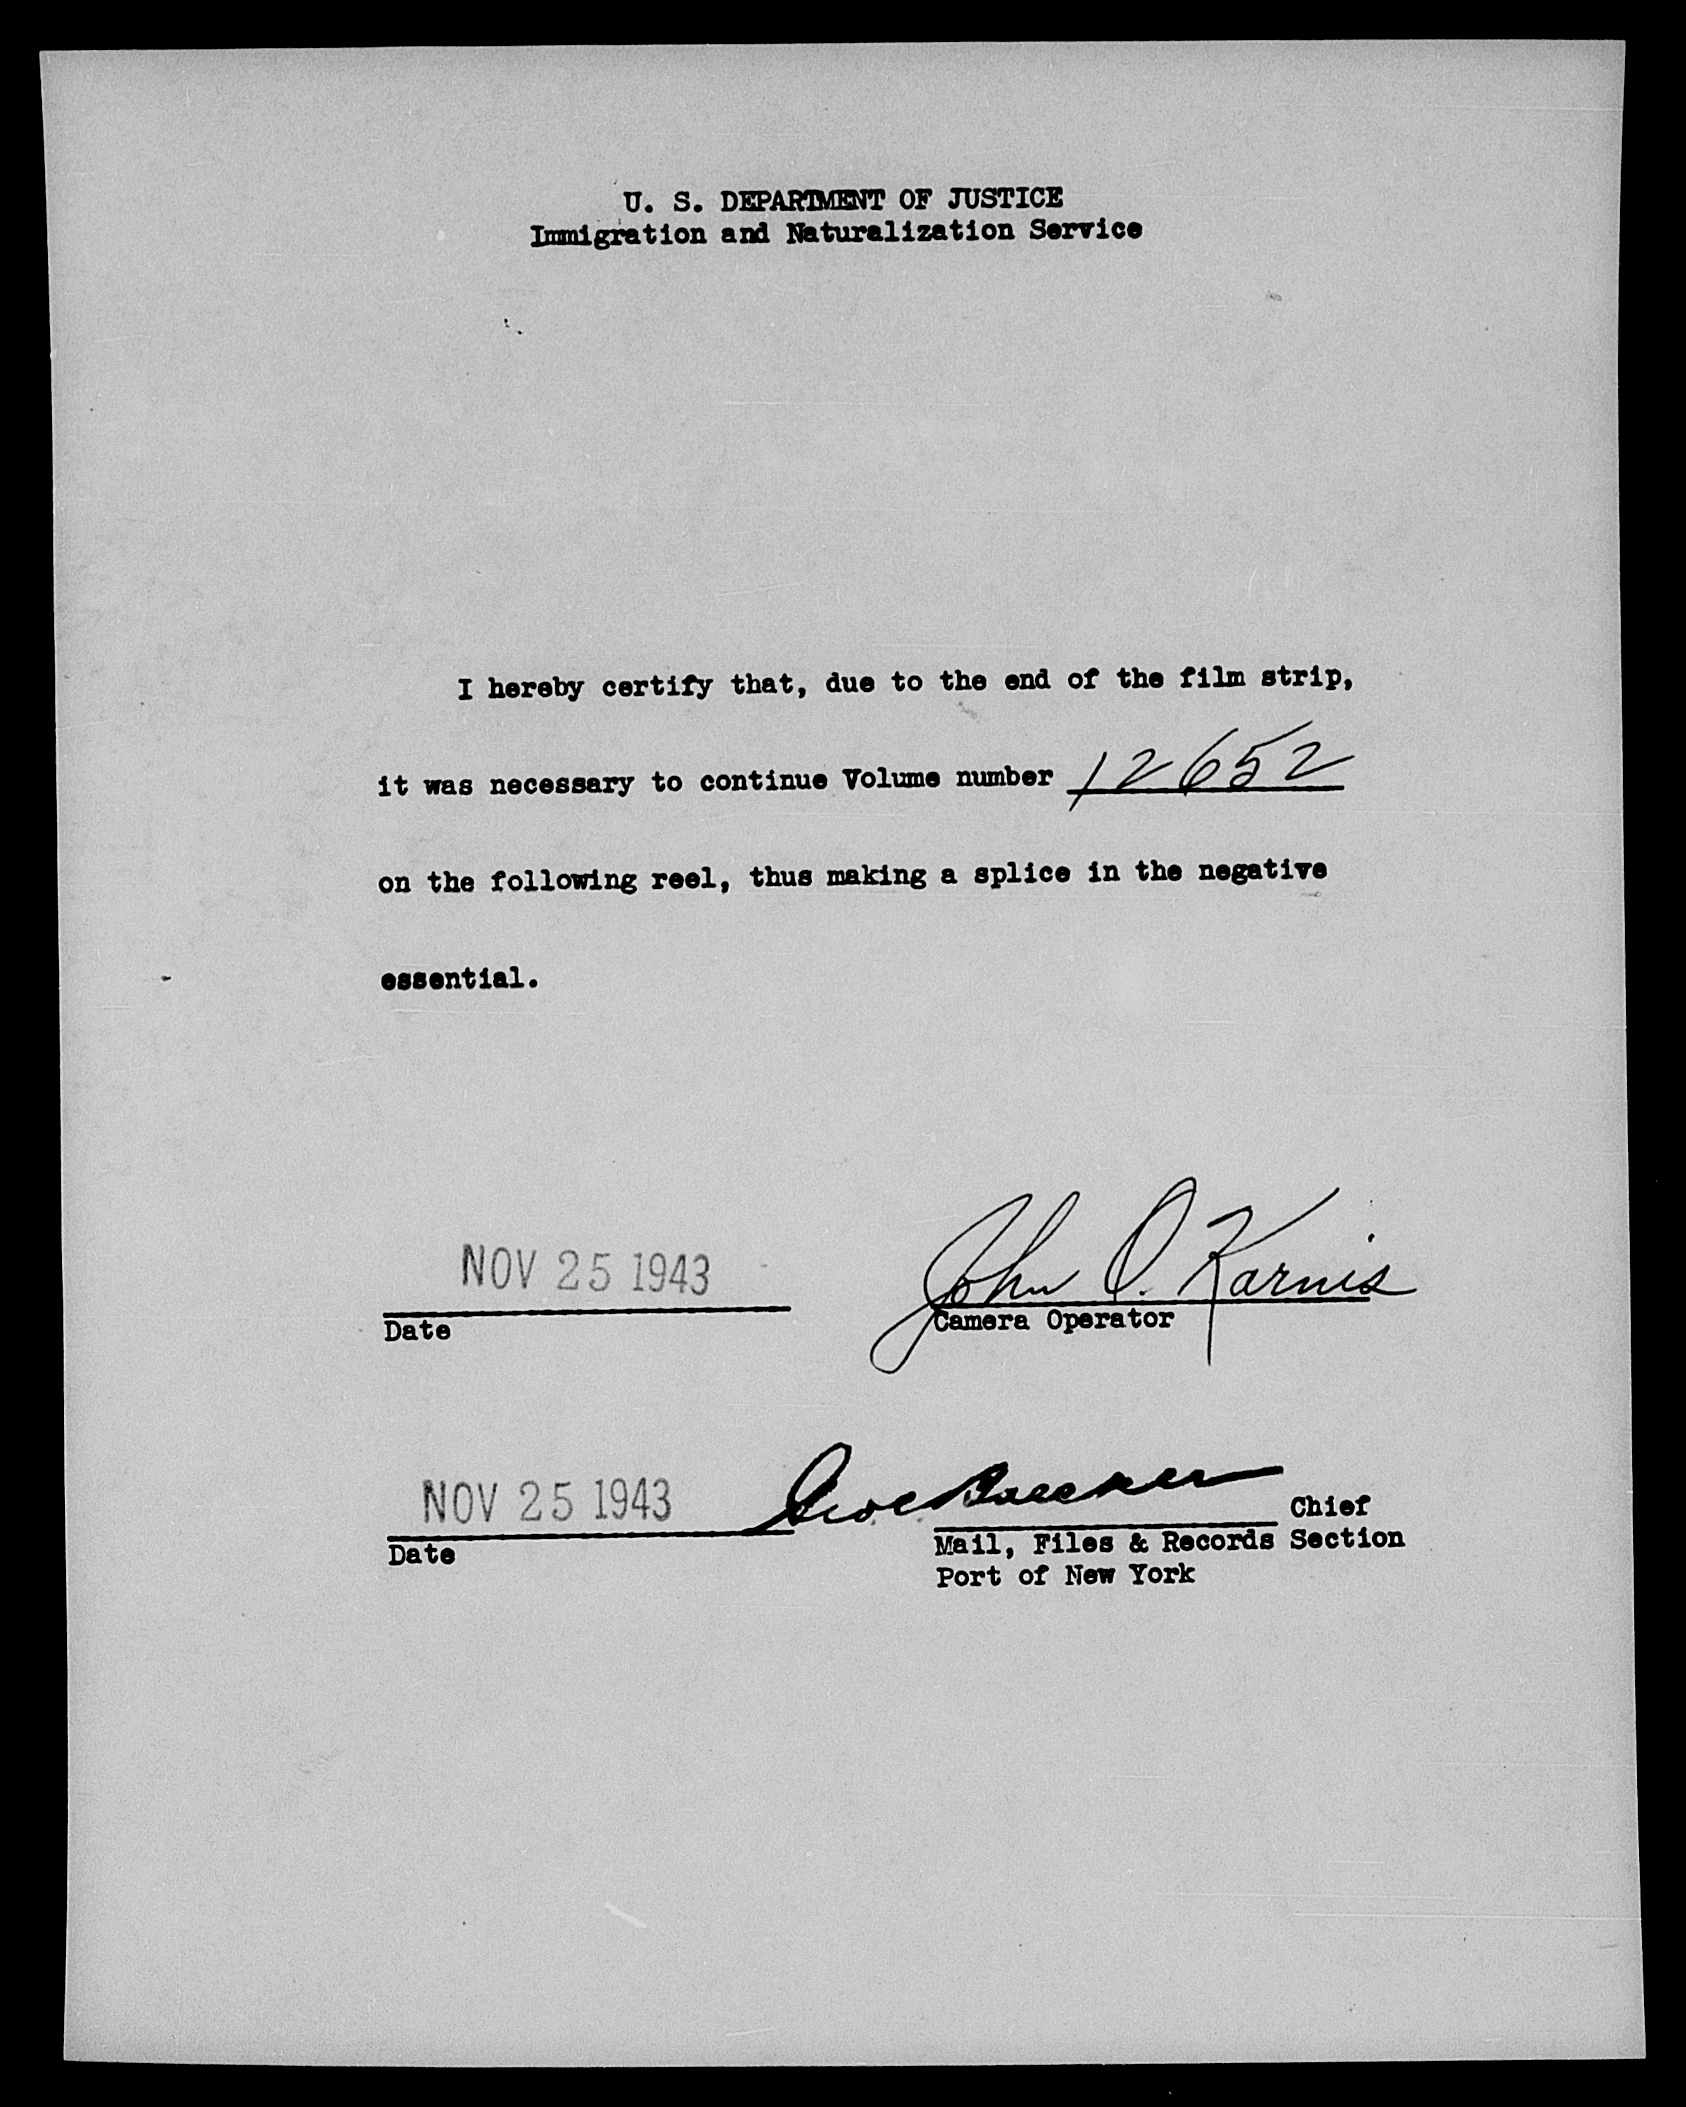 U. S. DEPARTMENT OF JUSTICE
Immigration and Naturalization Service
I hereby certify that, due to the end of the film strip,
it was necessary to continue Volume number 12652
on the following reel, thus making a splice in the negative
essential.
NOV 25 1943 John O. Karnis
Date Camera Operator
NOV 25 1943 Chief
Date Mail, Files & Records Section
Port of New York